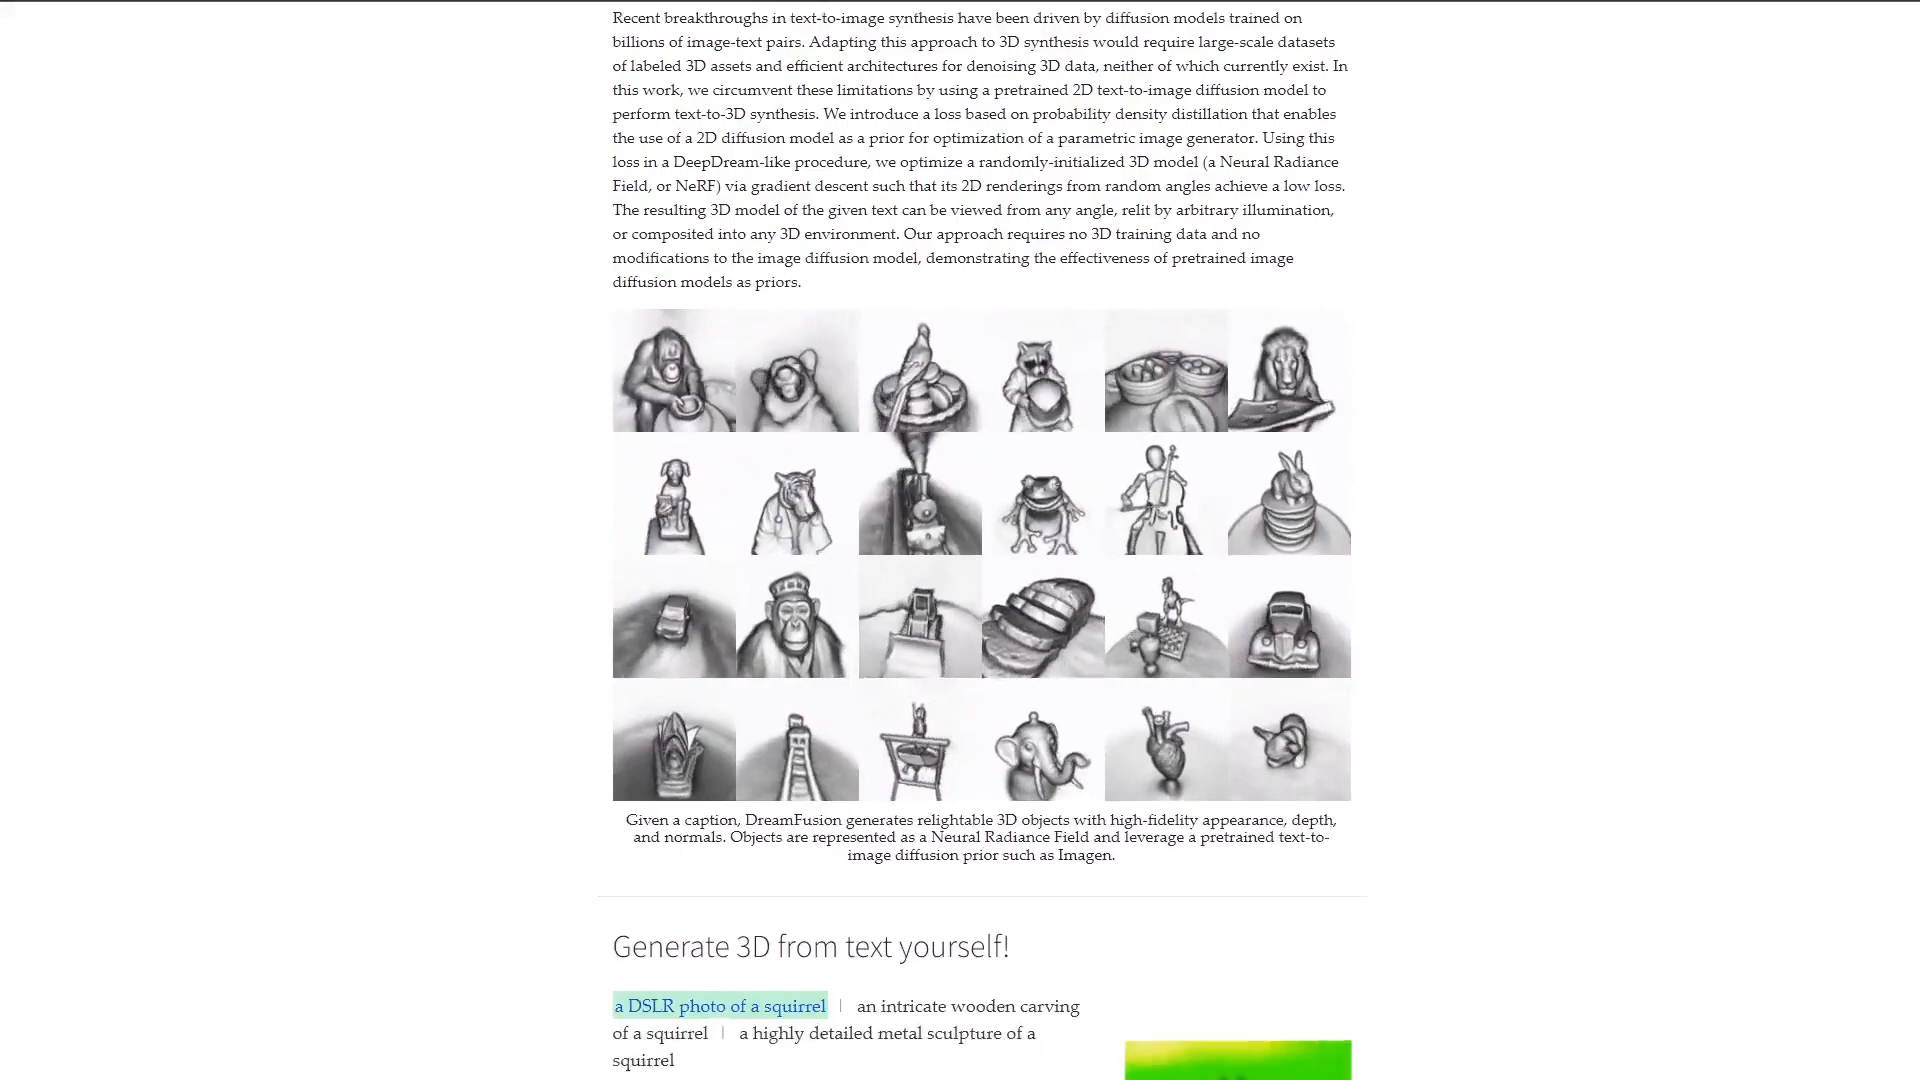 Recent breakthroughs in text-to-image synthesis have been driven by diffusion models trained on
billions of image-text pairs. Adapting this approach to 3D synthesis would require large-scale datasets
of labeled 3D assets and efficient architectures for denoising 3D data, neither of which currently exist. In
this work, we circumvent these limitations by using a pretrained 2D text-to-image diffusion model to
perform text-to-3D synthesis. We introduce a loss based on probability density distillation that enables
the use of a 2D diffusion model as a prior for optimization of a parametric image generator. Using this
loss in a DeepDream-like procedure, we optimize a randomly-initialized 3D model (a Neural Radiance
Field, or NeRF) via gradient descent such that its 2D renderings from random angles achieve a low loss.
The resulting 3D model of the given text can be viewed from any angle, relit by arbitrary illumination,
or composited into any 3D environment. Our approach requires no 3D training data and no
modifications to the image diffusion model, demonstrating the effectiveness of pretrained image
diffusion models as priors.
Given a caption, DreamFusion generates relightable 3D objects with high-fidelity appearance, depth,
and normals. Objects are represented as a Neural Radiance Field and leverage a pretrained text-to-
image diffusion prior such as Imagen.
Generate 3D from text yourself!
a DSLR photo of a squirrel | an intricate wooden carving
of a squirrel | a highly detailed metal sculpture of a
squirrel